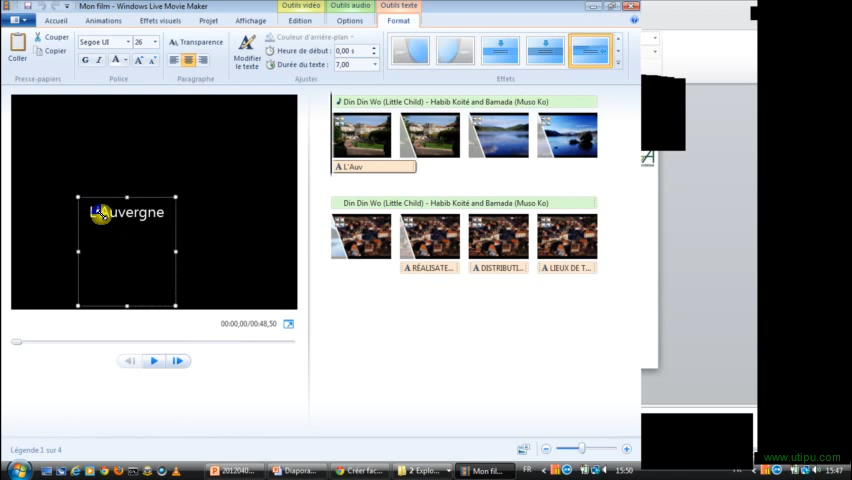 Mon film - Windows Live Movie Maker
Outils vidéo
Outils audio
Outils texte
Accueil
Animations
Effets visuels
Projet
Affichage
Edition
Options
Format
Coller
Couper
Copier
Presse-papiers
Segoe UI
26
G I A A A
Police
Transparence
Paragraphe
Modifier
le texte
Couleur d'arrière-plan
Heure de début : 0,00 s
Durée du texte : 7,00
Ajuster
Effets
L'Auvergne
00:00,00/00:48,50
Din Din Wo (Little Child) - Habib Koité and Bamada (Muso Ko)
A L'Auv
Din Din Wo (Little Child) - Habib Koité and Bamada (Muso Ko)
A RÉALISATE...
A DISTRIBUTI...
A LIEUX DE T...
Légende 1 sur 4
2012040...
Diapora...
Créer fac...
2 Explo...
Mon fil...
FR
15:50
15:47
www.utipu.com